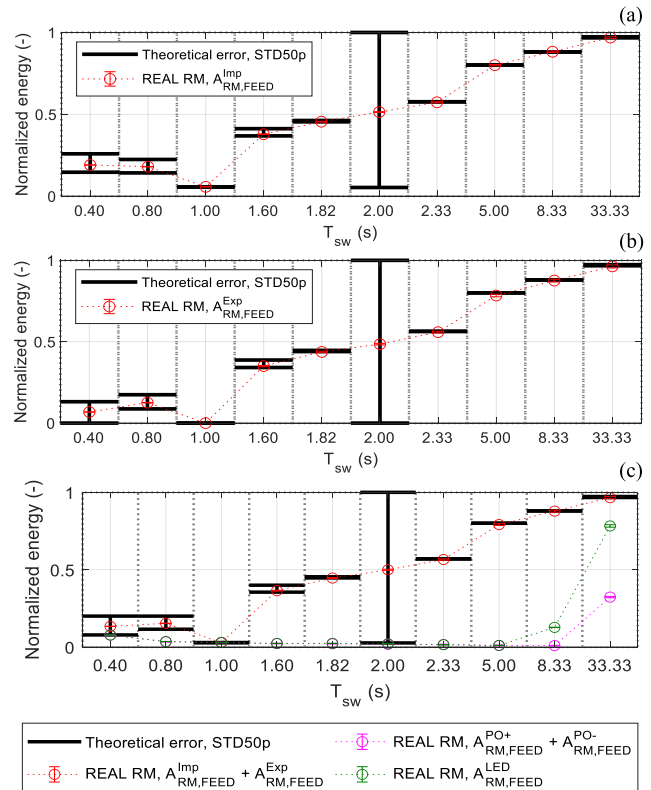 (a)
Normalized energy (-)
1
0.5
0
Theoretical error, STD50p
REAL RM, A^Imp_RM,FEED
0.40 0.80 1.00 1.60 1.82 2.00 2.33 5.00 8.33 33.33
T_sw (s)
(b)
Normalized energy (-)
1
0.5
0
Theoretical error, STD50p
REAL RM, A^Exp_RM,FEED
0.40 0.80 1.00 1.60 1.82 2.00 2.33 5.00 8.33 33.33
T_sw (s)
(c)
Normalized energy (-)
1
0.5
0
0.40 0.80 1.00 1.60 1.82 2.00 2.33 5.00 8.33 33.33
T_sw (s)
Theoretical error, STD50p
REAL RM, A^Imp_RM,FEED + A^Exp_RM,FEED
REAL RM, A^PO+_RM,FEED + A^PO-_RM,FEED
REAL RM, A^LED_RM,FEED